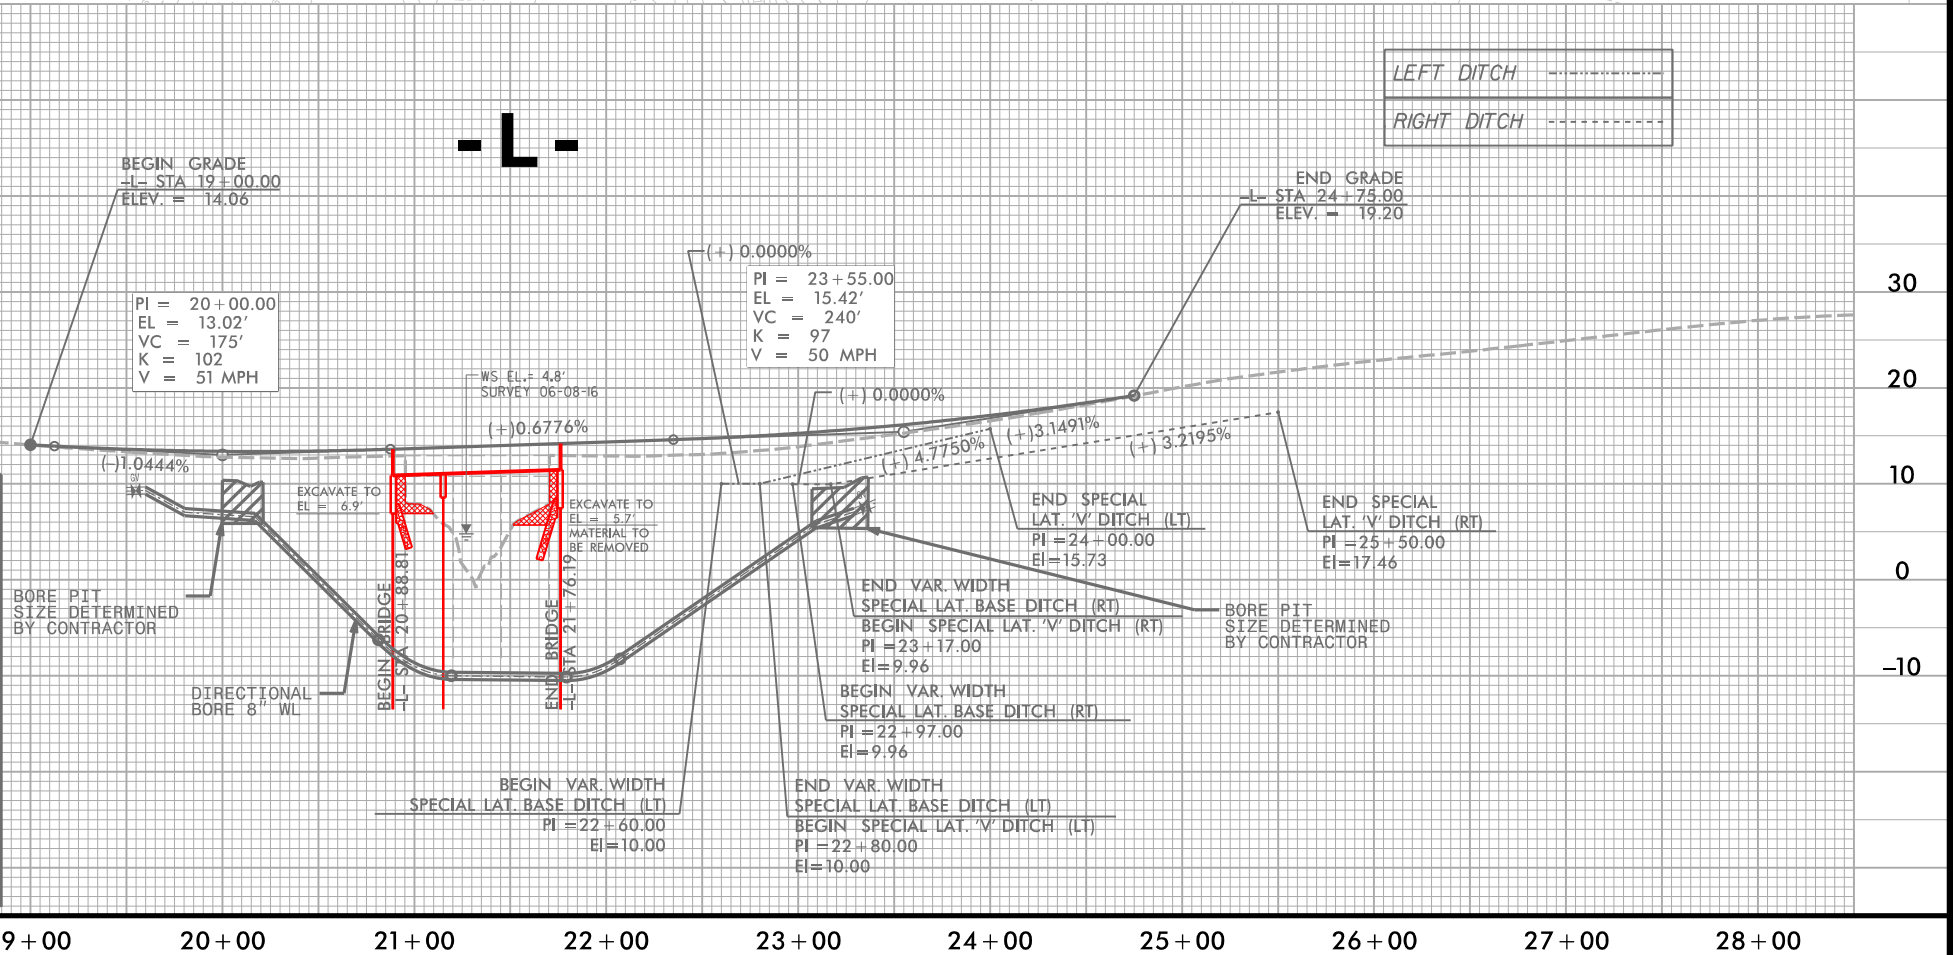 LEFT DITCH
RIGHT DITCH
-L-
BEGIN GRADE
-L- STA 19+00.00
ELEV. = 14.06
END GRADE
-L- STA 24+75.00
ELEV. = 19.20
(+) 0.0000%
PI = 20+00.00
EL = 13.02'
VC = 175'
K = 102
V = 51 MPH
PI = 23+55.00
EL = 15.42'
VC = 240'
K = 97
V = 50 MPH
WS EL.= 4.8'
SURVEY 06-08-16
(+) 0.0000%
(+)0.6776%
(-)1.0444%
(+) 4.7750%
(+)3.1491%
(+) 3.2195%
GV
EXCAVATE TO
EL = 6.9'
EXCAVATE TO
EL = 5.7'
MATERIAL TO
BE REMOVED
END SPECIAL
LAT. 'V' DITCH (LT)
PI =24+00.00
El=15.73
END SPECIAL
LAT. 'V' DITCH (RT)
PI =25+50.00
El=17.46
BORE PIT
SIZE DETERMINED
BY CONTRACTOR
BEGIN BRIDGE
-L- STA 20+88.81
END BRIDGE
-L- STA 21+76.19
END VAR. WIDTH
SPECIAL LAT. BASE DITCH (RT)
BEGIN SPECIAL LAT. 'V' DITCH (RT)
PI =23+17.00
El=9.96
BORE PIT
SIZE DETERMINED
BY CONTRACTOR
DIRECTIONAL
BORE 8" WL
BEGIN VAR. WIDTH
SPECIAL LAT. BASE DITCH (RT)
PI =22+97.00
El=9.96
BEGIN VAR. WIDTH
SPECIAL LAT. BASE DITCH (LT)
PI =22+60.00
El=10.00
END VAR. WIDTH
SPECIAL LAT. BASE DITCH (LT)
BEGIN SPECIAL LAT. 'V' DITCH (LT)
PI =22+80.00
El=10.00
30
20
10
0
-10
9+00 20+00 21+00 22+00 23+00 24+00 25+00 26+00 27+00 28+00